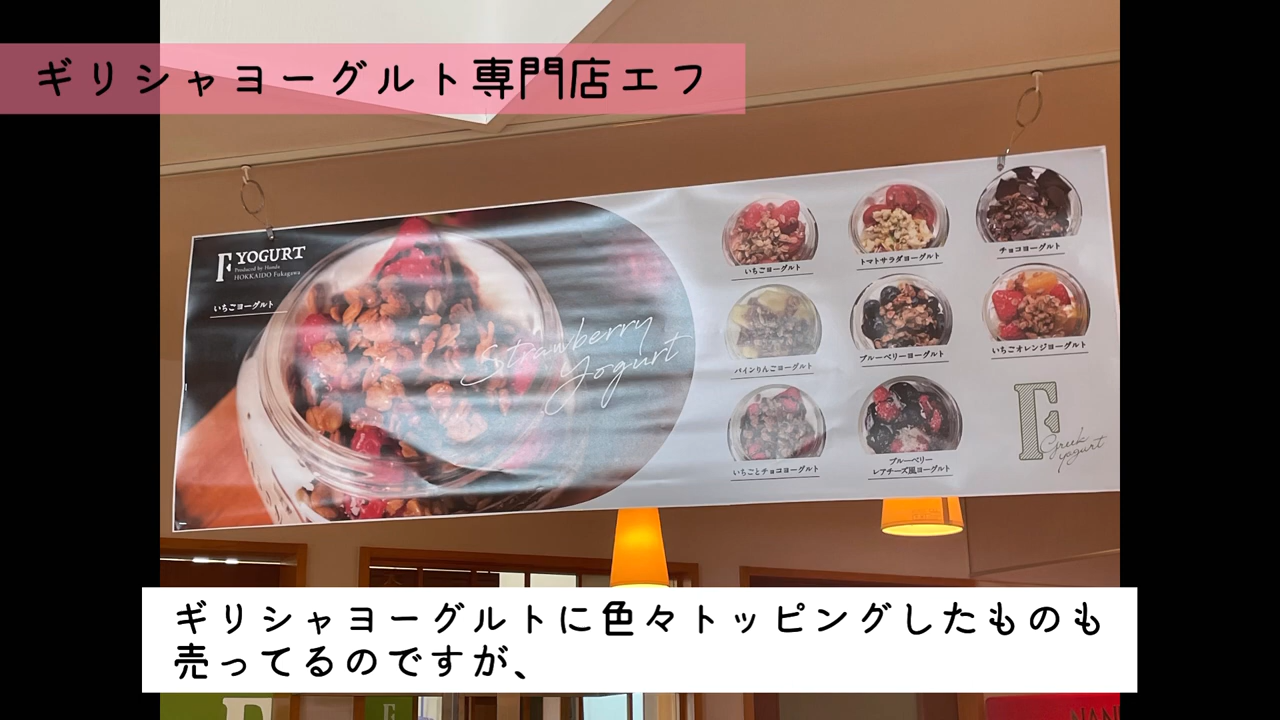 ギリシャヨーグルト専門店エフ
F YOGURT
Produced by Hando
HOKKAIDO Fukagawa
いちごヨーグルト
Strawberry
Yogurt
いちごヨーグルト
トマトサラダヨーグルト
チョコヨーグルト
パインりんごヨーグルト
ブルーベリーヨーグルト
いちごオレンジヨーグルト
いちごとチョコヨーグルト
ブルーベリー
レアチーズ風ヨーグルト
F
Greek
yogurt
ギリシャヨーグルトに色々トッピングしたものも
売ってるのですが、